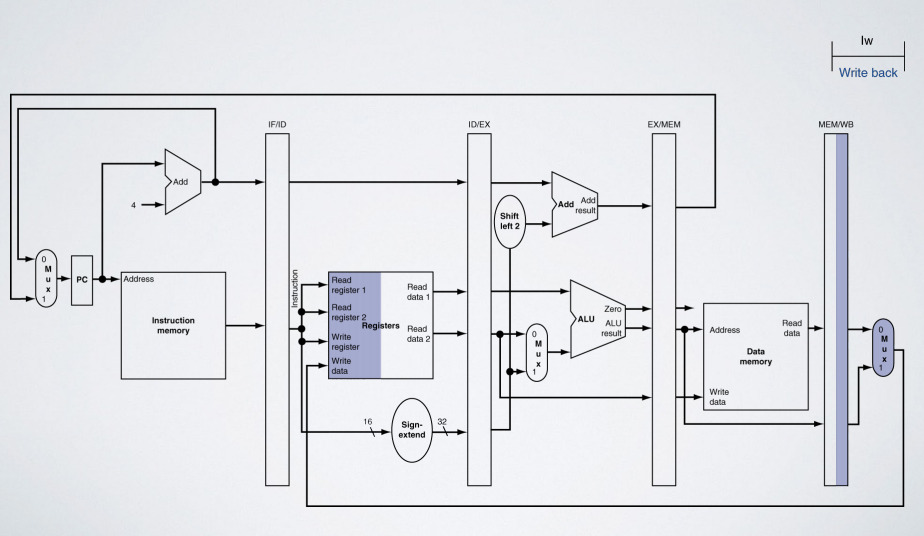 lw
Write back
IF/ID
ID/EX
EX/MEM
MEM/WB
Add
4
Shift
left 2
Add
Add
result
0
M
u
x
1
PC
Address
Instruction
memory
Instruction
Read
register 1
Read
register 2
Write
register
Write
data
Registers
Read
data 1
Read
data 2
16
Sign-
extend
32
0
M
u
x
1
ALU
Zero
ALU
result
Address
Read
data
Data
memory
Write
data
0
M
u
x
1